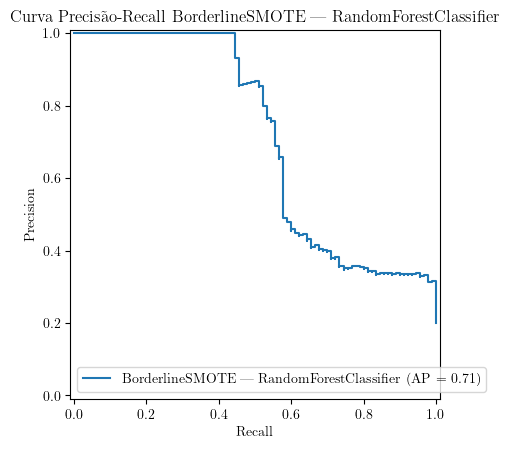 Curva Precisão-Recall BorderlineSMOTE — RandomForestClassifier
1.0
0.8
0.6
0.4
0.2
0.0
Precision
BorderlineSMOTE — RandomForestClassifier (AP = 0.71)
0.0 0.2 0.4 0.6 0.8 1.0
Recall